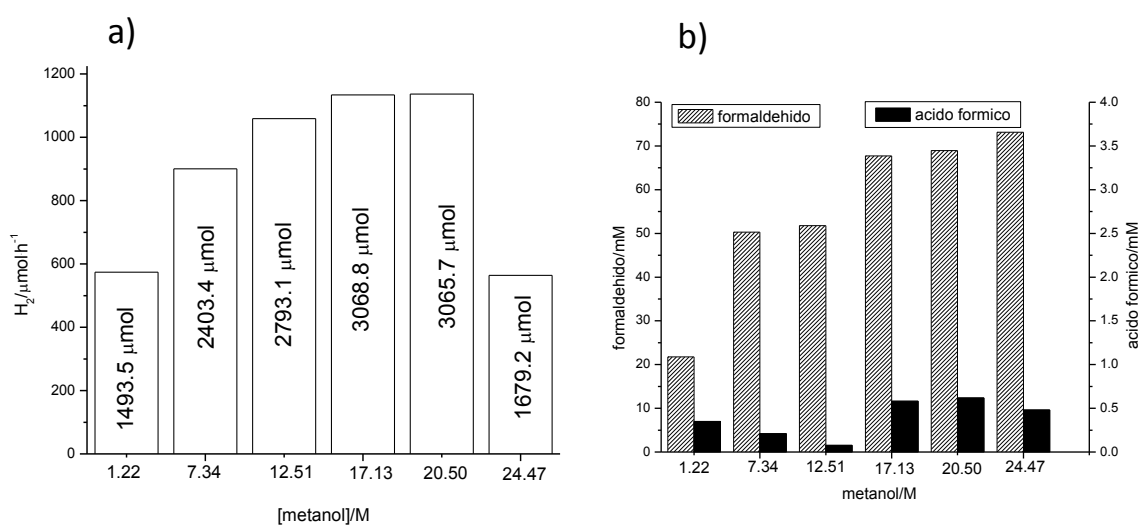 a)
1200
1000
800
600
400
200
0
H₂/μmol·h⁻¹
1493.5 μmol
2403.4 μmol
2793.1 μmol
3068.8 μmol
3065.7 μmol
1679.2 μmol
1.22 7.34 12.51 17.13 20.50 24.47
[metanol]/M
b)
formaldehido
acido formico
80
70
60
50
40
30
20
10
0
formaldehido/mM
4.0
3.5
3.0
2.5
2.0
1.5
1.0
0.5
0.0
acido formico/mM
1.22 7.34 12.51 17.13 20.50 24.47
metanol/M